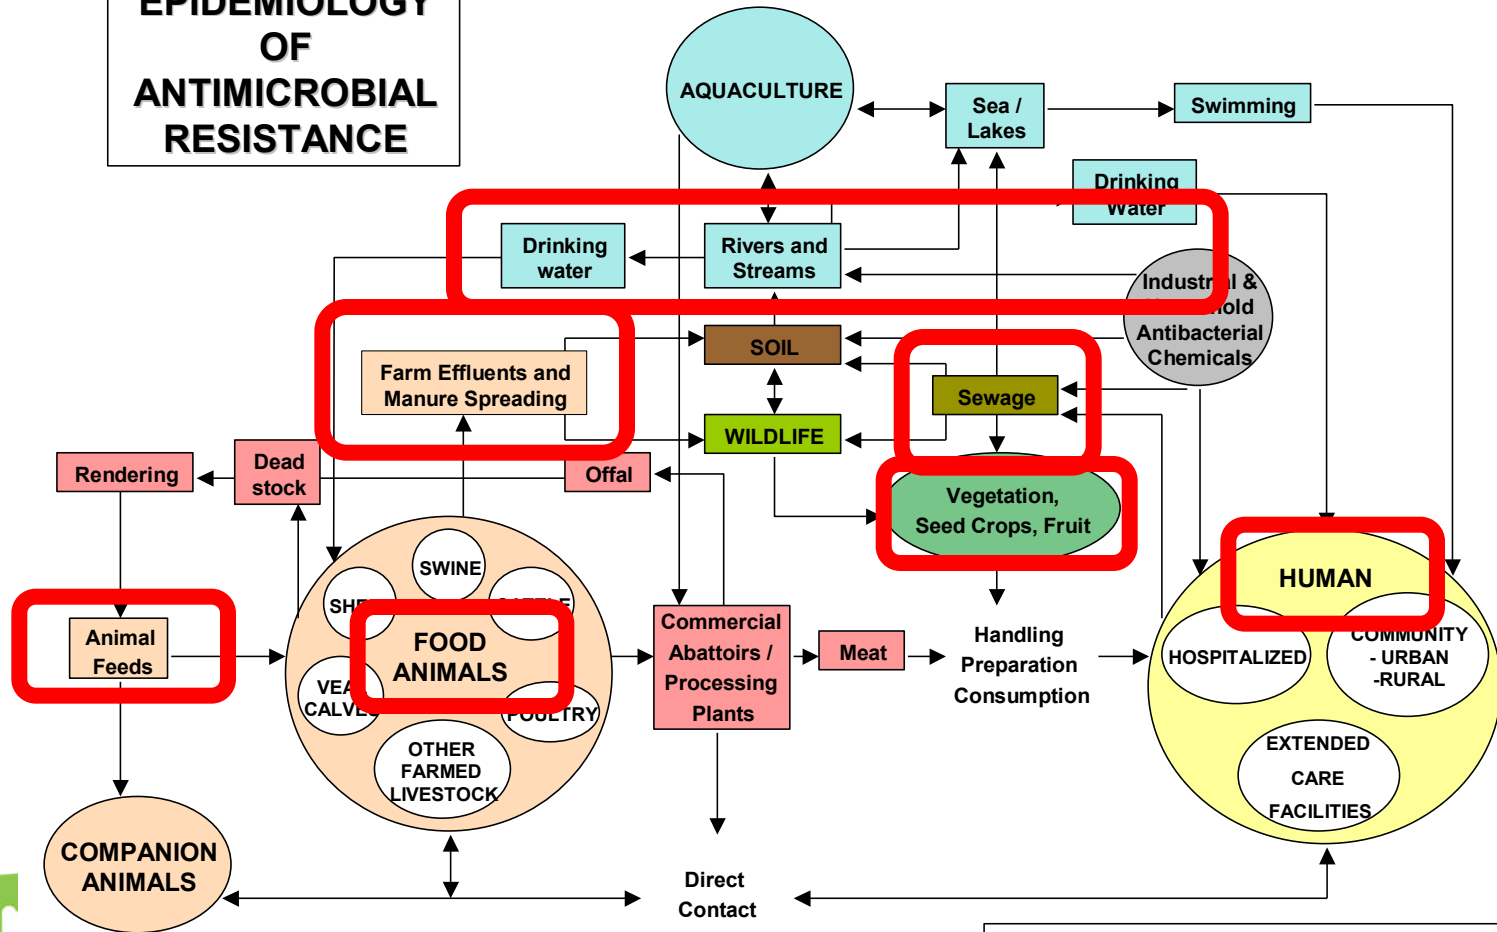 EPIDEMIOLOGY
OF
ANTIMICROBIAL
RESISTANCE
AQUACULTURE
Sea /
Lakes
Swimming
Drinking
Water
Drinking
water
Rivers and
Streams
Industrial &
Antibacterial
Chemicals
SOIL
Farm Effluents and
Manure Spreading
Sewage
WILDLIFE
Rendering
Dead
stock
Offal
Vegetation,
Seed Crops, Fruit
SWINE
FOOD
ANIMALS
CALVES
POULTRY
OTHER
FARMED
LIVESTOCK
Animal
Feeds
Commercial
Abattoirs /
Processing
Plants
Meat
Handling
Preparation
Consumption
HUMAN
HOSPITALIZED
COMMUNITY
- URBAN
-RURAL
EXTENDED
CARE
FACILITIES
COMPANION
ANIMALS
Direct
Contact